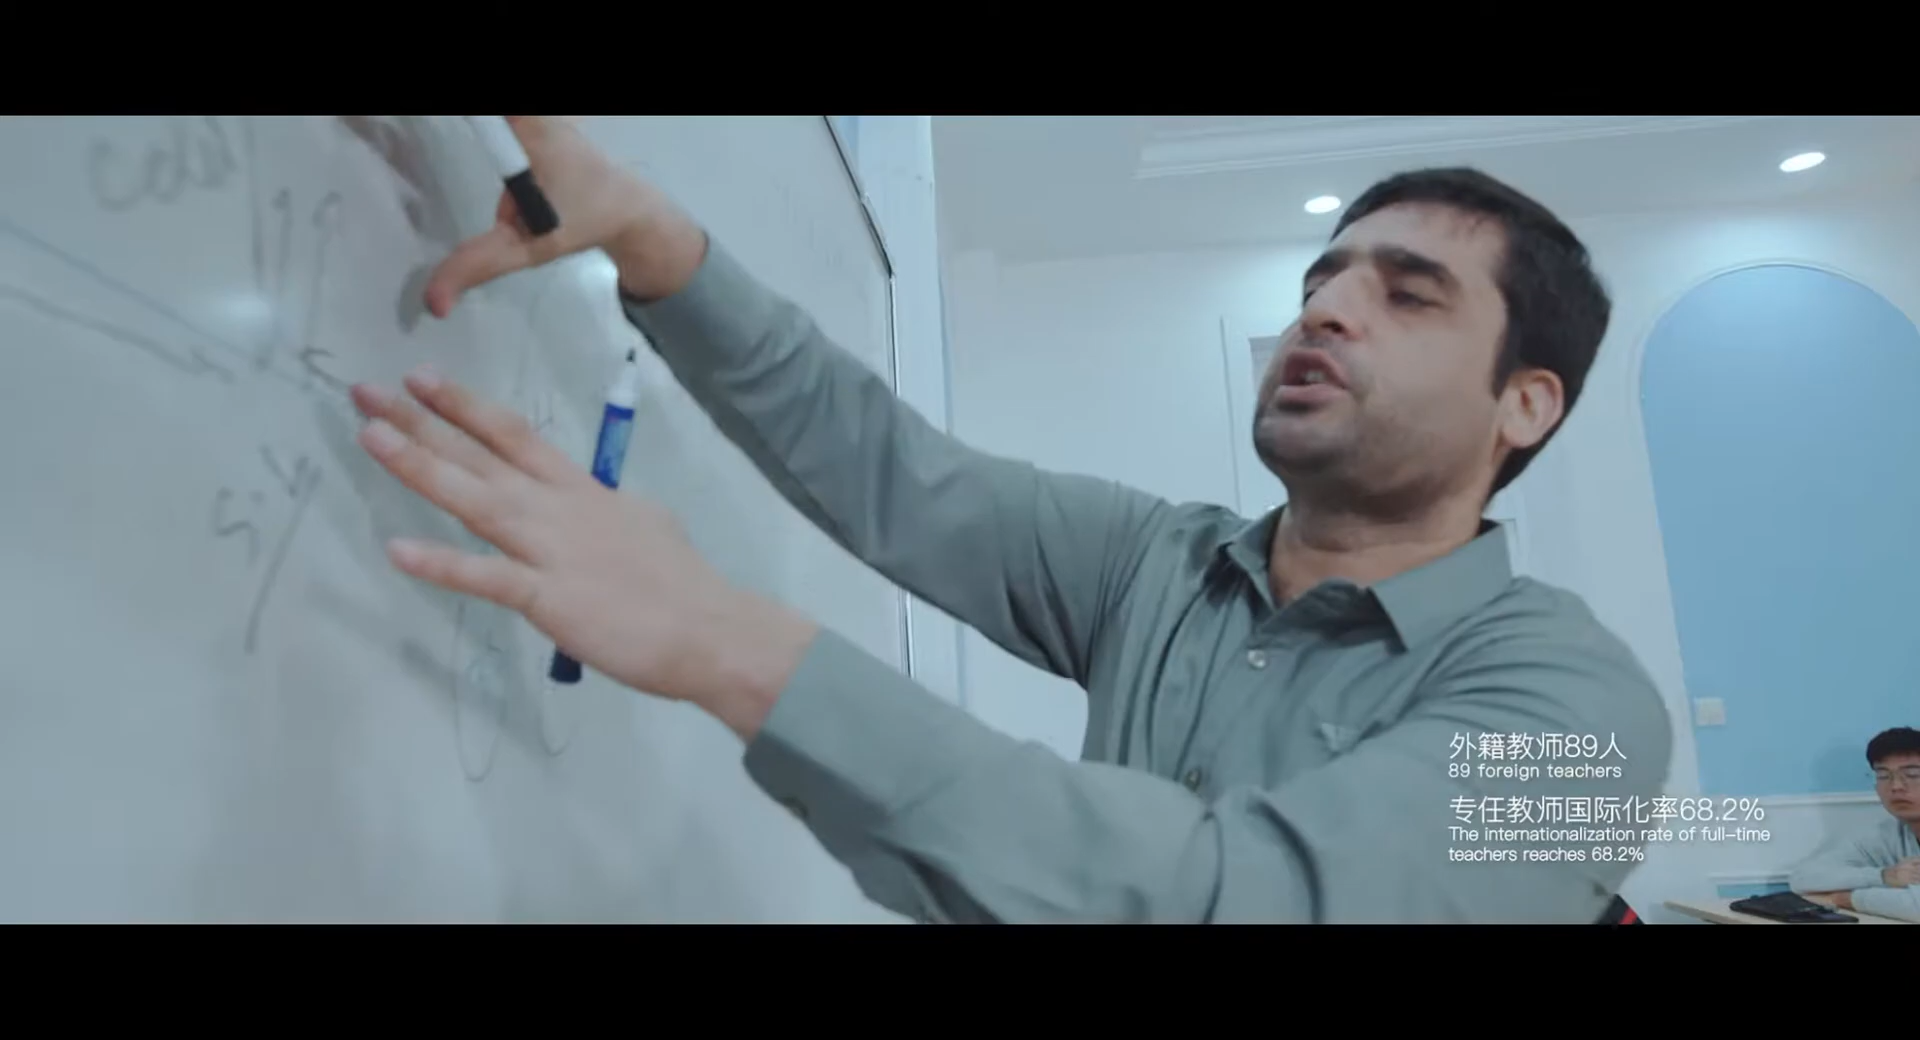 外籍教师89人
89 foreign teachers
专任教师国际化率68.2%
The internationalization rate of full-time
teachers reaches 68.2%